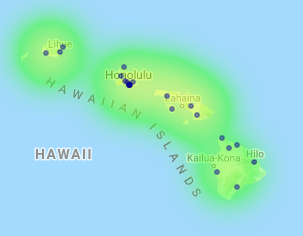 Lihue
Honolulu
HAWAIIAN ISLANDS
Lahaina
HAWAII
Kailua-Kona
Hilo